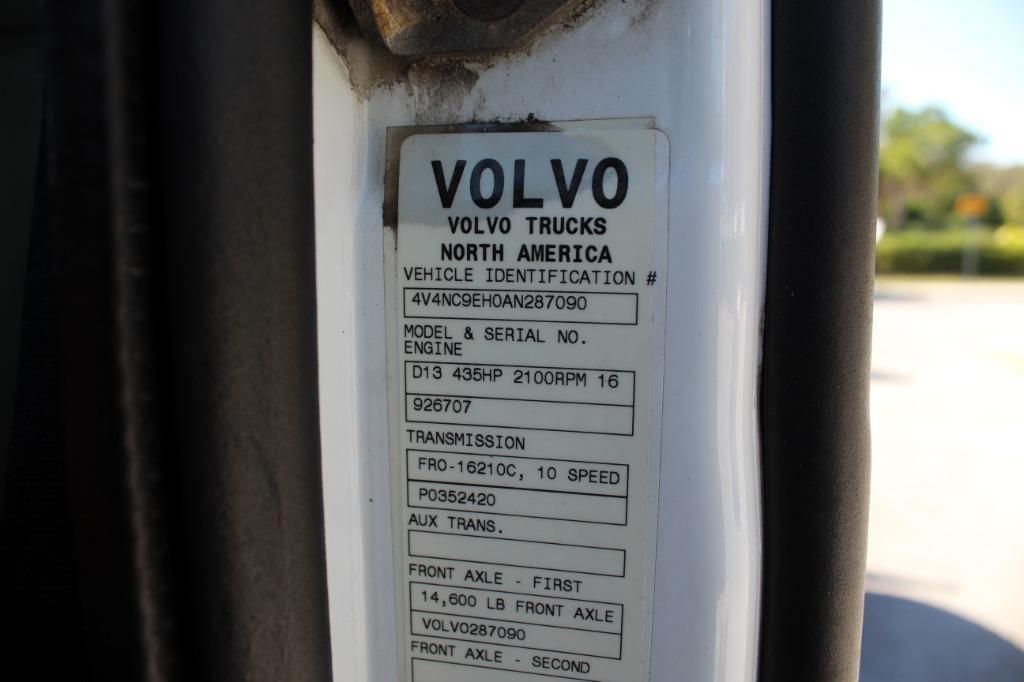 VOLVO
VOLVO TRUCKS
NORTH AMERICA
VEHICLE IDENTIFICATION #
4V4NC9EH0AN287090
MODEL & SERIAL NO.
ENGINE
D13 435HP 2100RPM 16
926707
TRANSMISSION
FRO-16210C, 10 SPEED
P0352420
AUX TRANS.
FRONT AXLE - FIRST
14,600 LB FRONT AXLE
VOLVO287090
FRONT AXLE - SECOND